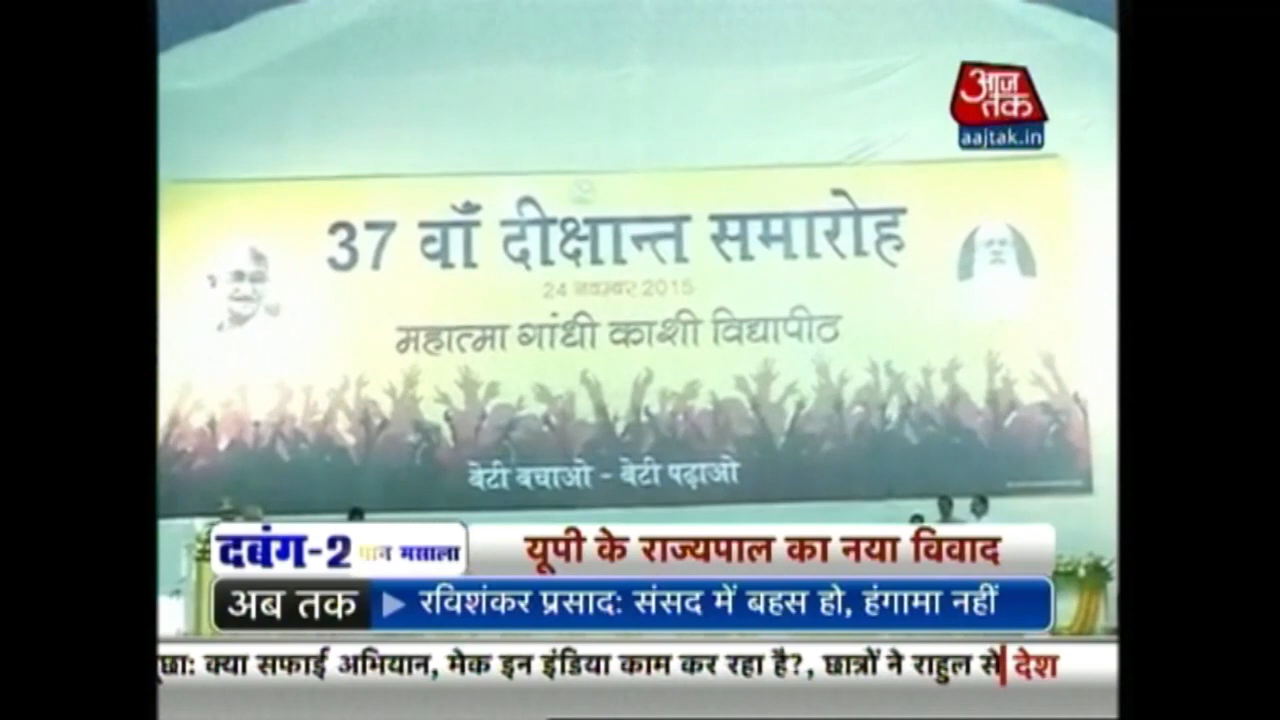 आज
तक
aajtak.in
37 वाँ दीक्षान्त समारोह
24 नवम्बर 2015
महात्मा गांधी काशी विद्यापीठ
बेटी बचाओ - बेटी पढ़ाओ
दबंग-2 पान मसाला
यूपी के राज्यपाल का नया विवाद
अब तक
रविशंकर प्रसाद: संसद में बहस हो, हंगामा नहीं
छा: क्या सफाई अभियान, मेक इन इंडिया काम कर रहा है?, छात्रों ने राहुल से देश